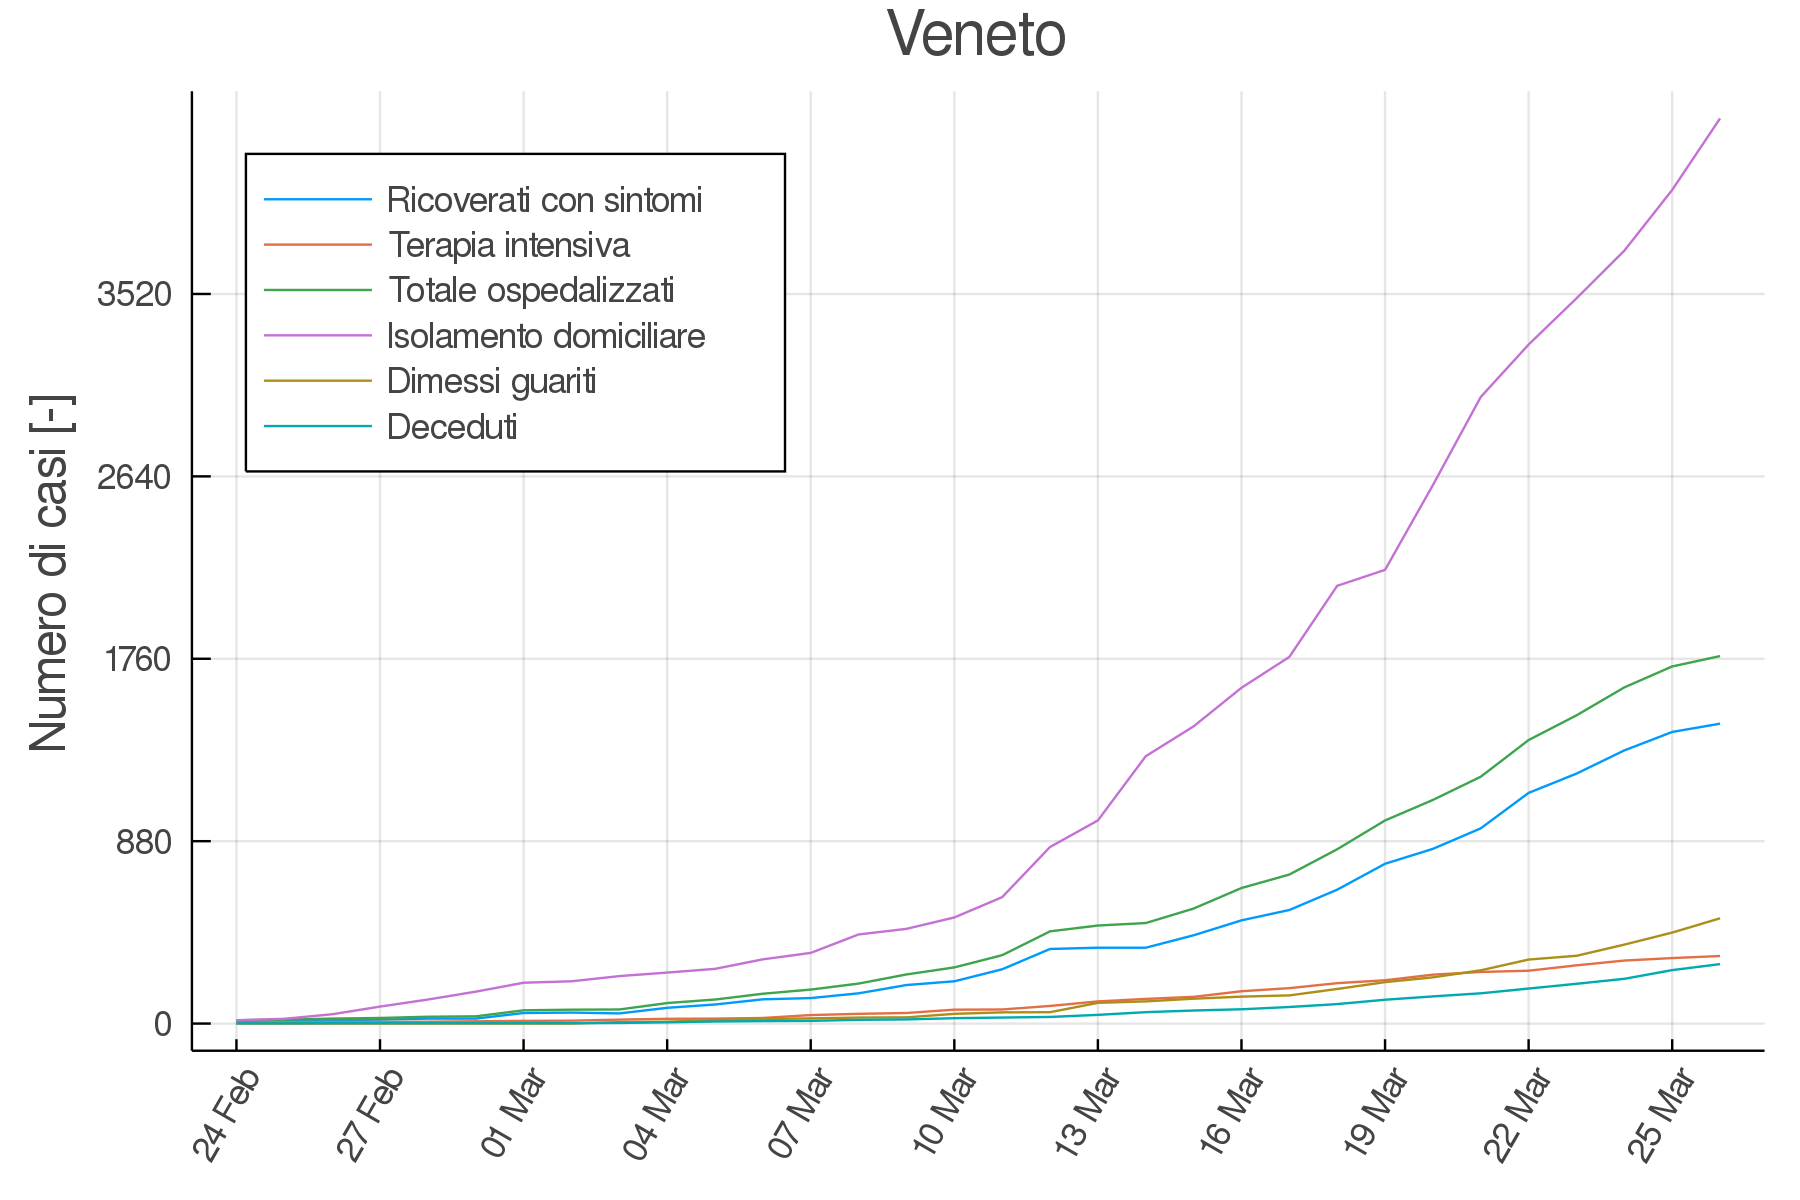 Veneto
Numero di casi [-]
3520
2640
1760
880
0
Ricoverati con sintomi
Terapia intensiva
Totale ospedalizzati
Isolamento domiciliare
Dimessi guariti
Deceduti
24 Feb
27 Feb
01 Mar
04 Mar
07 Mar
10 Mar
13 Mar
16 Mar
19 Mar
22 Mar
25 Mar